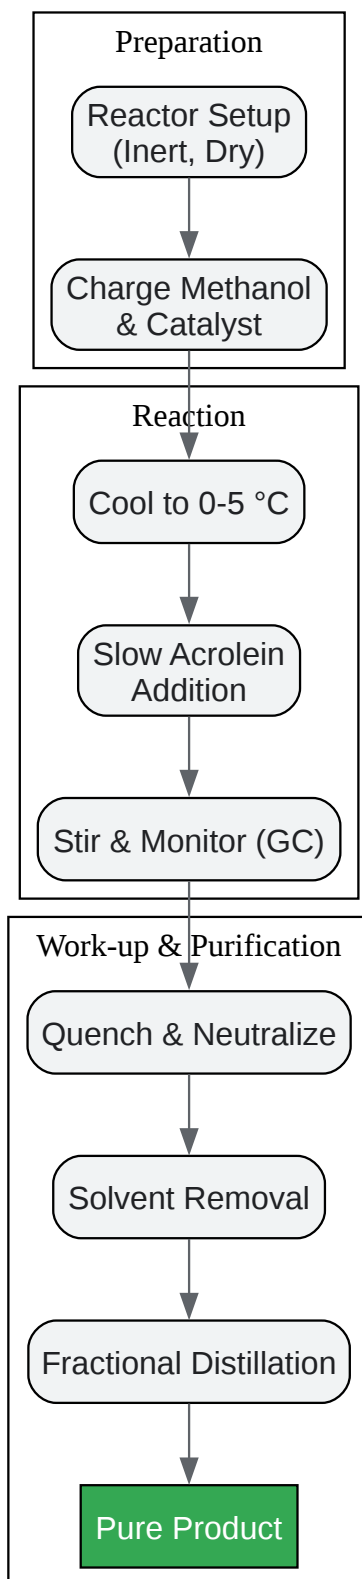 Preparation
Reactor Setup
(Inert, Dry)
Charge Methanol
& Catalyst
Reaction
Cool to 0-5 °C
Slow Acrolein
Addition
Stir & Monitor (GC)
Work-up & Purification
Quench & Neutralize
Solvent Removal
Fractional Distillation
Pure Product